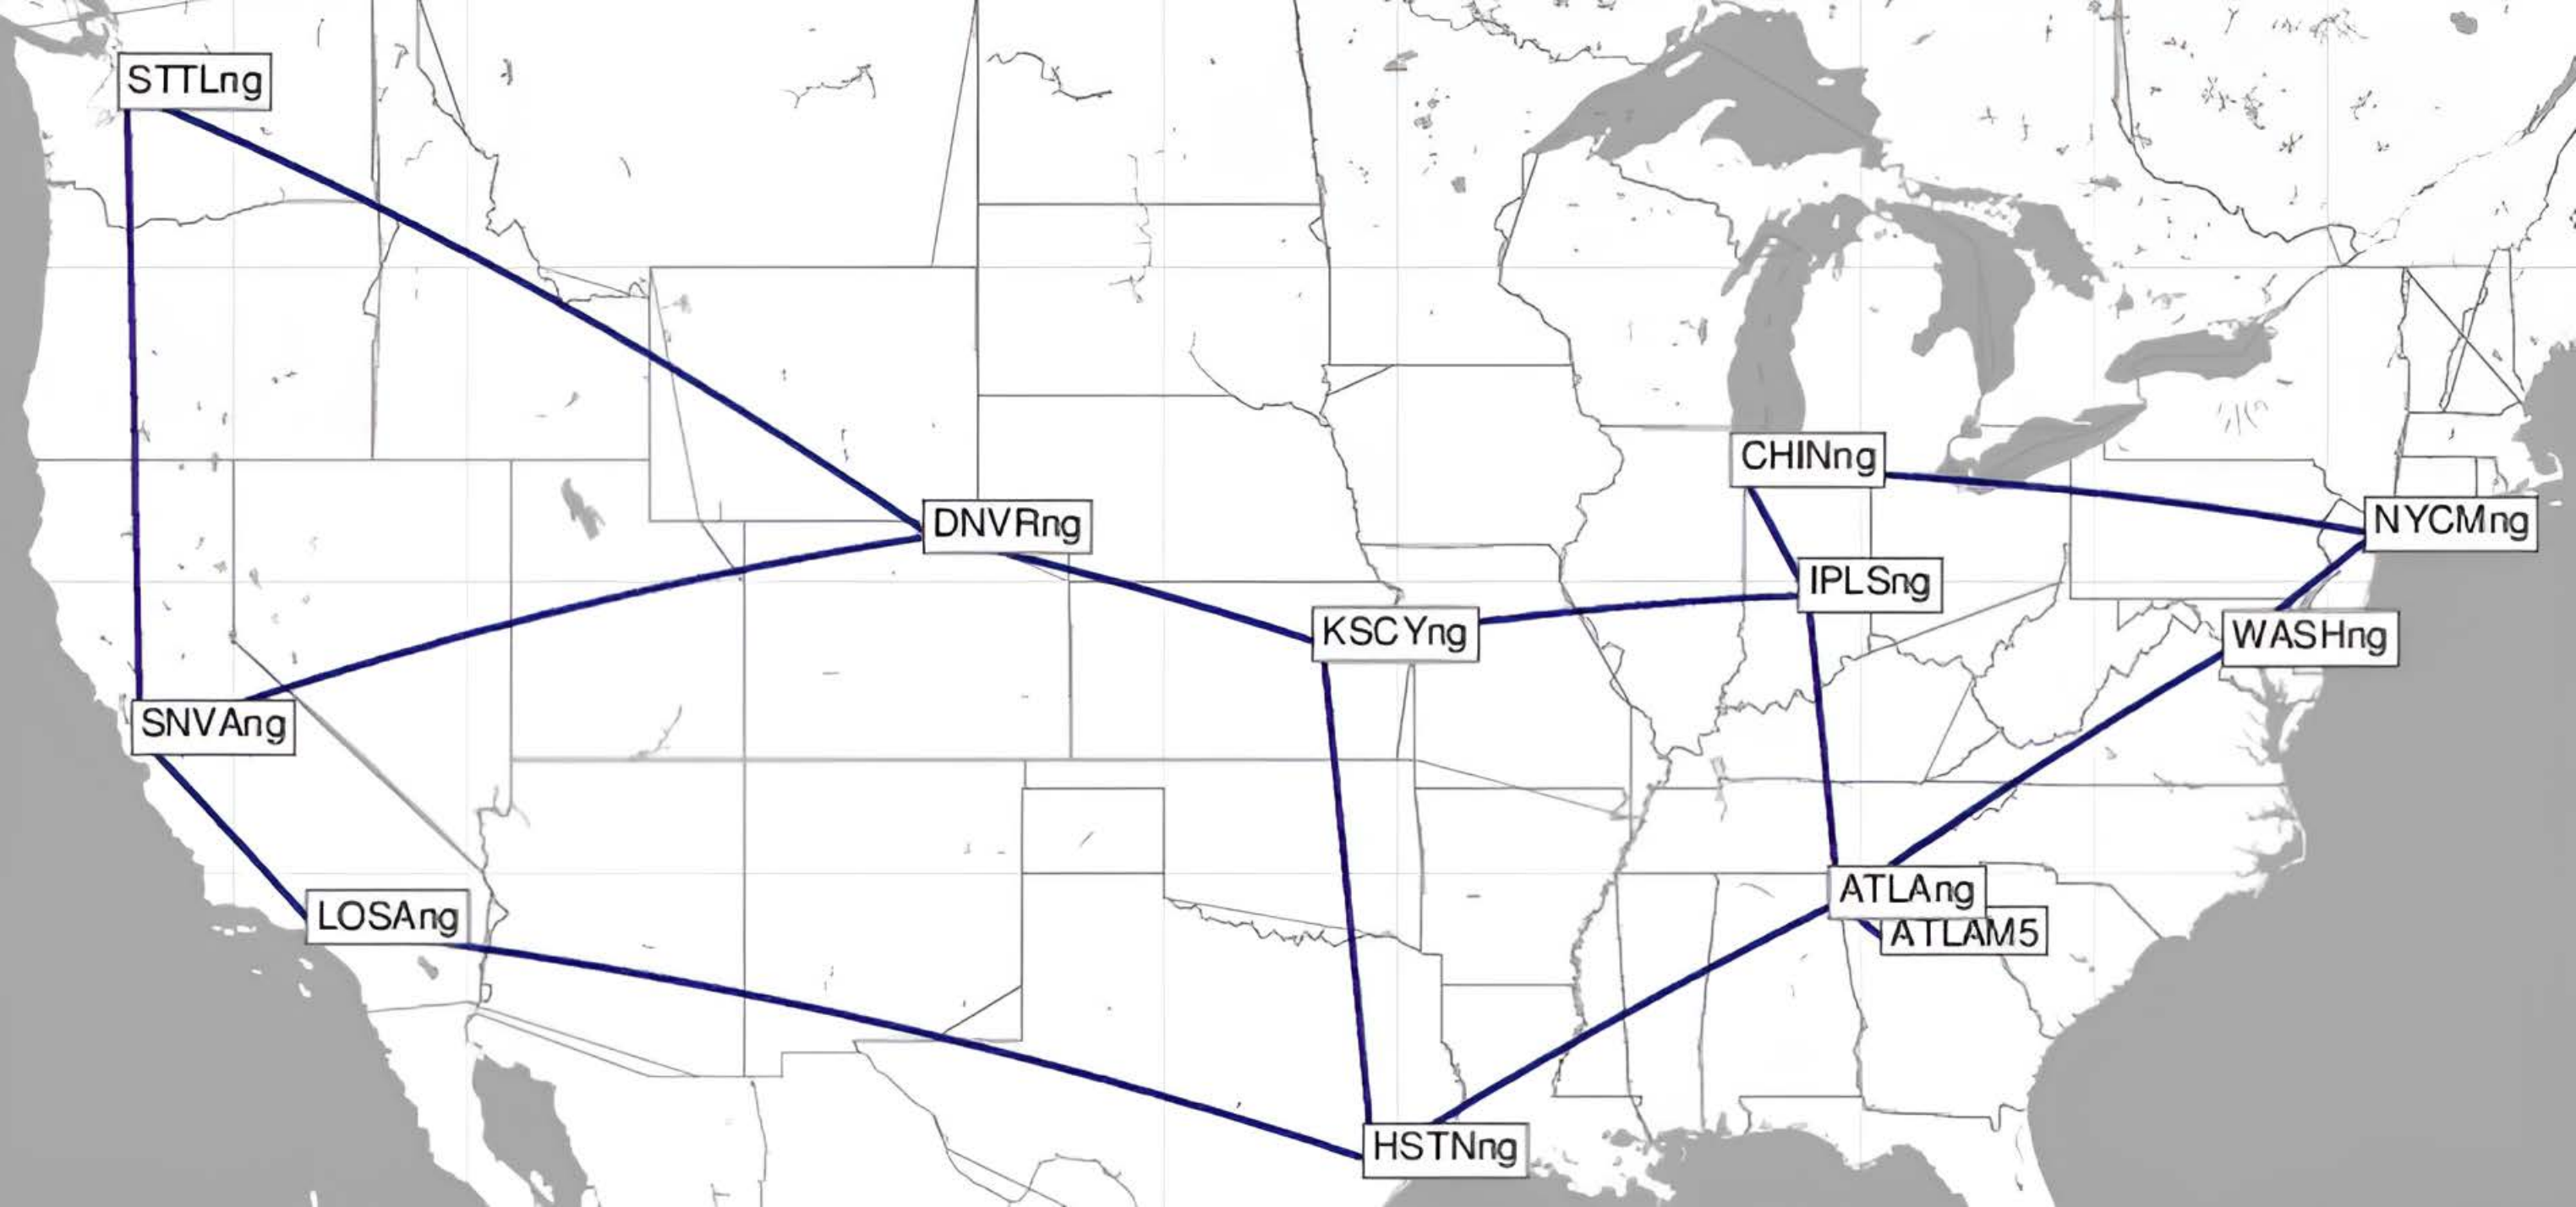 STTLng
CHINng
DNVRng
NYCMng
IPLSng
KSCYng
WASHng
SNVAng
ATLAng
LOSAng
ATLAM5
HSTNng